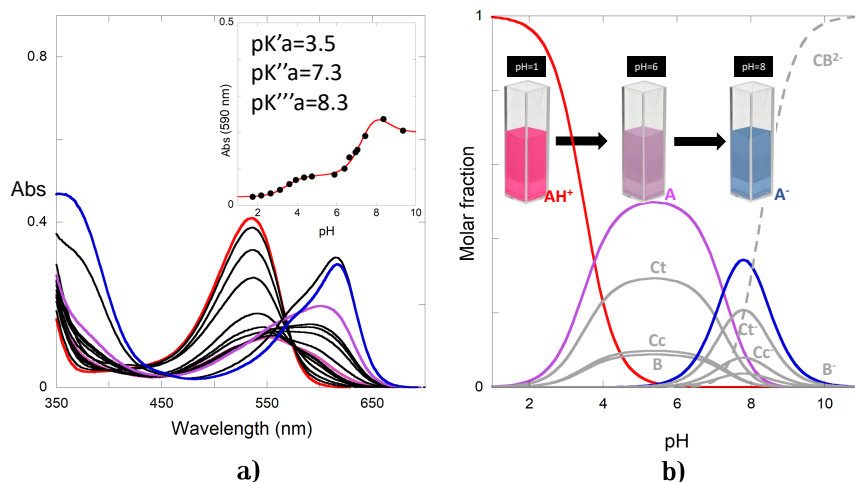 0.8
0.4
0
Abs
350
450
550
650
Wavelength (nm)
0.5
0
Abs (590 nm)
pK'a=3.5
pK''a=7.3
pK'''a=8.3
2
4
6
8
10
pH
a)
1
0
Molar fraction
pH=1
pH=6
pH=8
CB²⁻
AH⁺
A
A⁻
Ct
Ct⁻
Cc
Cc⁻
B
B⁻
2
4
6
8
10
pH
b)